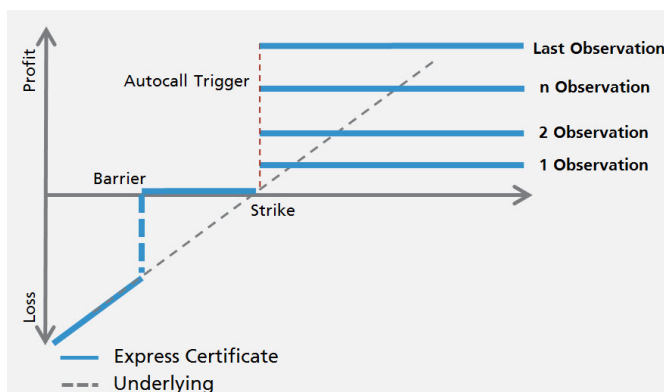 Profit
Last Observation
Autocall Trigger
n Observation
2 Observation
1 Observation
Barrier
Strike
Loss
Express Certificate
Underlying